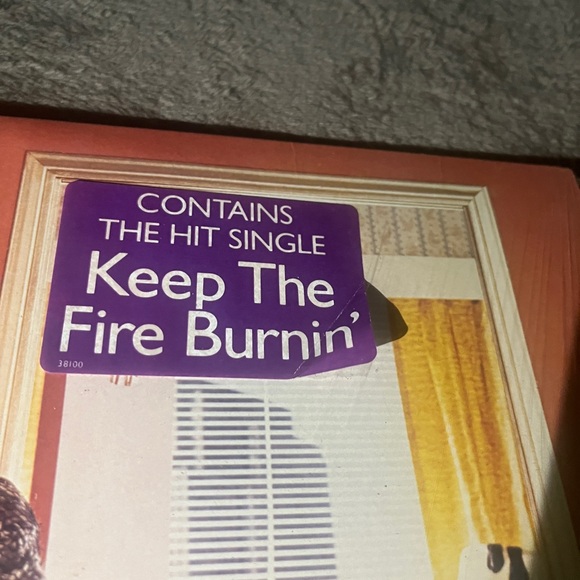 CONTAINS
THE HIT SINGLE
Keep The
Fire Burnin'
38100